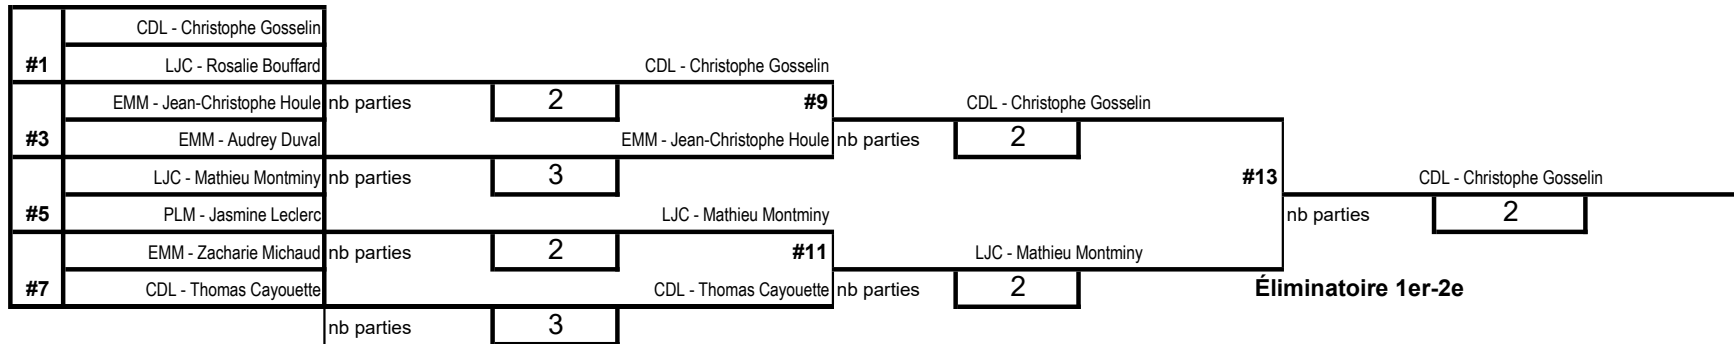 CDL - Christophe Gosselin
#1 LJC - Rosalie Bouffard CDL - Christophe Gosselin
EMM - Jean-Christophe Houle nb parties 2 #9 CDL - Christophe Gosselin
#3 EMM - Audrey Duval EMM - Jean-Christophe Houle nb parties 2
LJC - Mathieu Montminy nb parties 3 #13 CDL - Christophe Gosselin
#5 PLM - Jasmine Leclerc LJC - Mathieu Montminy nb parties 2
EMM - Zacharie Michaud nb parties 2 #11 LJC - Mathieu Montminy
#7 CDL - Thomas Cayouette CDL - Thomas Cayouette nb parties 2 Éliminatoire 1er-2e
nb parties 3